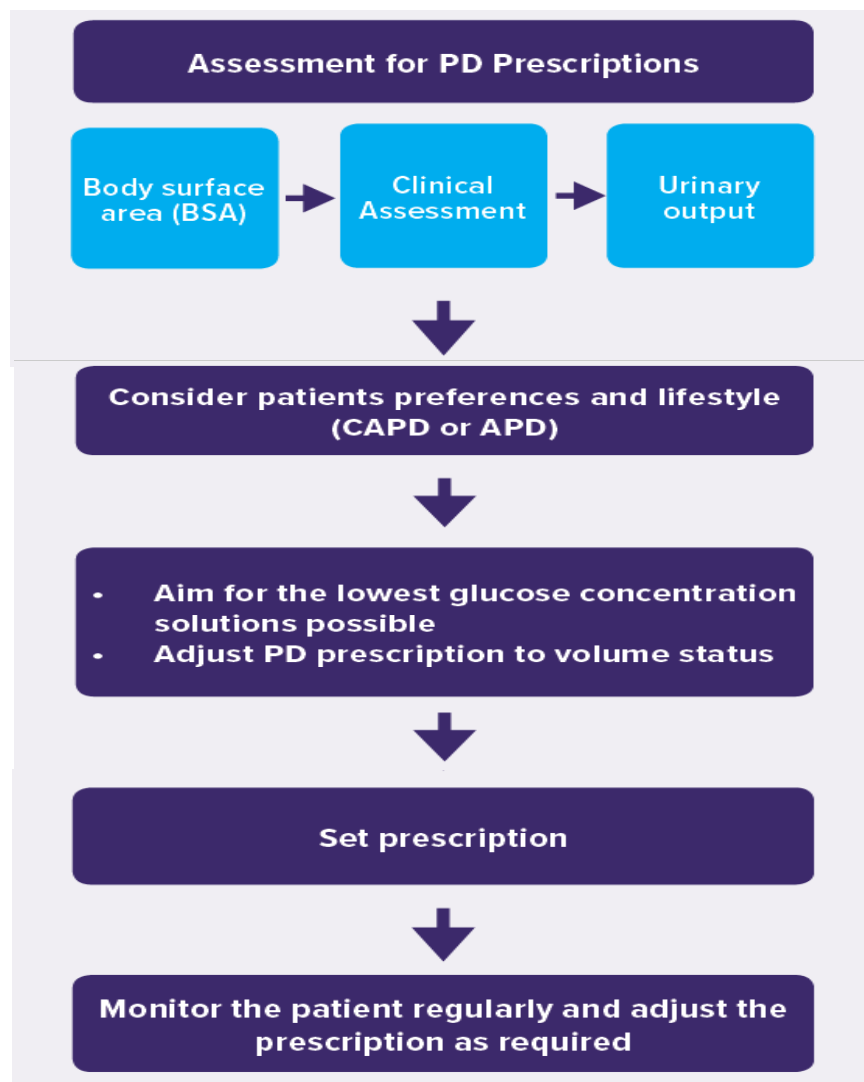 Assessment for PD Prescriptions
Body surface
area (BSA)
Clinical
Assessment
Urinary
output
Consider patients preferences and lifestyle
(CAPD or APD)
• Aim for the lowest glucose concentration
solutions possible
• Adjust PD prescription to volume status
Set prescription
Monitor the patient regularly and adjust the
prescription as required